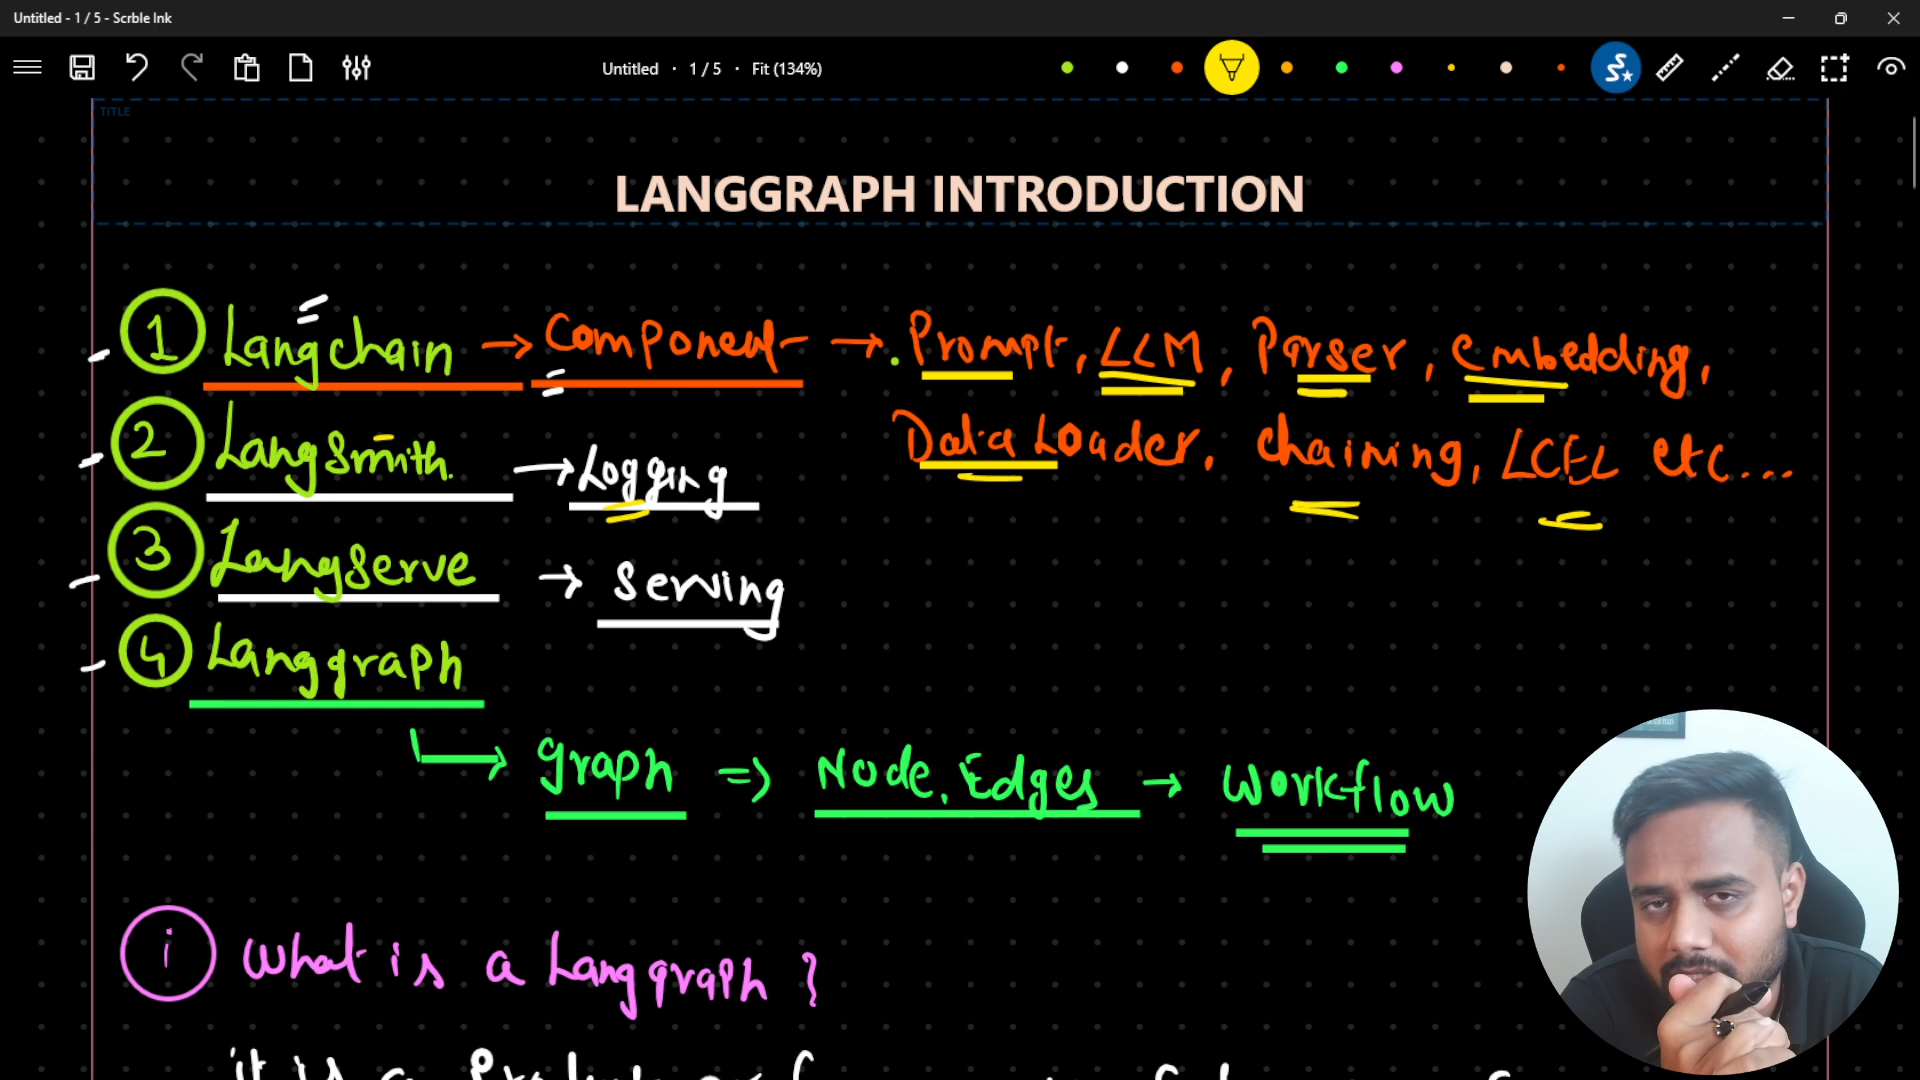 Untitled - 1 / 5 - Scrble Ink
Untitled · 1 / 5 · Fit (134%)
TITLE
LANGGRAPH INTRODUCTION
1 Langchain → Component → . Prompt, LLM, Parser, embedding,
Data Loader, chaining, LCEL etc...
2 LangSmith. → Logging
3 LangServe → Serving
4 Langgraph
↳ graph => Node, Edges → Workflow
i What is a Langgraph ?
it is a